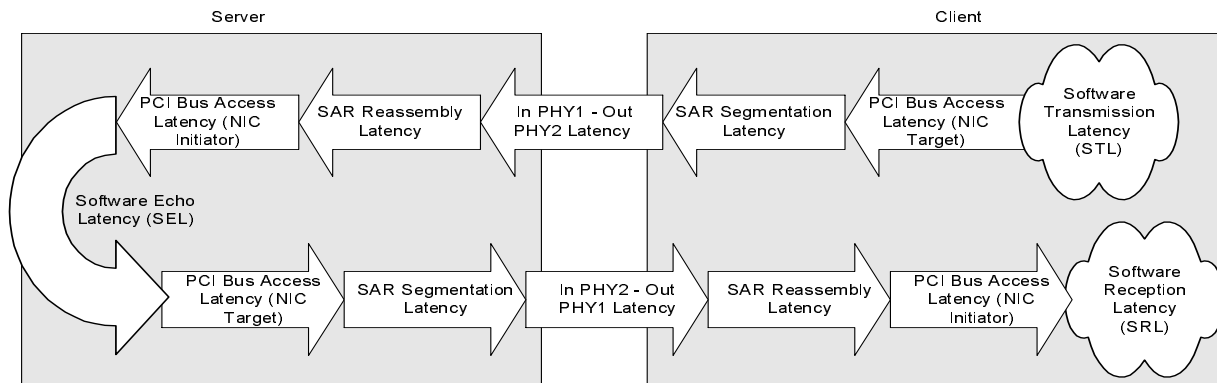 Server
Client
PCI Bus Access
Latency (NIC
Initiator)
SAR Reassembly
Latency
In PHY1 - Out
PHY2 Latency
SAR Segmentation
Latency
PCI Bus Access
Latency (NIC
Target)
Software
Transmission
Latency
(STL)
Software Echo
Latency (SEL)
PCI Bus Access
Latency (NIC
Target)
SAR Segmentation
Latency
In PHY2 - Out
PHY1 Latency
SAR Reassembly
Latency
PCI Bus Access
Latency (NIC
Initiator)
Software
Reception
Latency
(SRL)